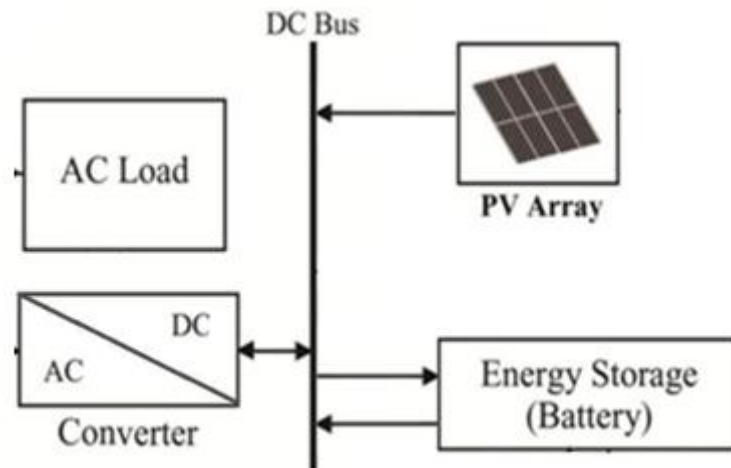 DC Bus
AC Load
PV Array
DC
AC
Converter
Energy Storage
(Battery)